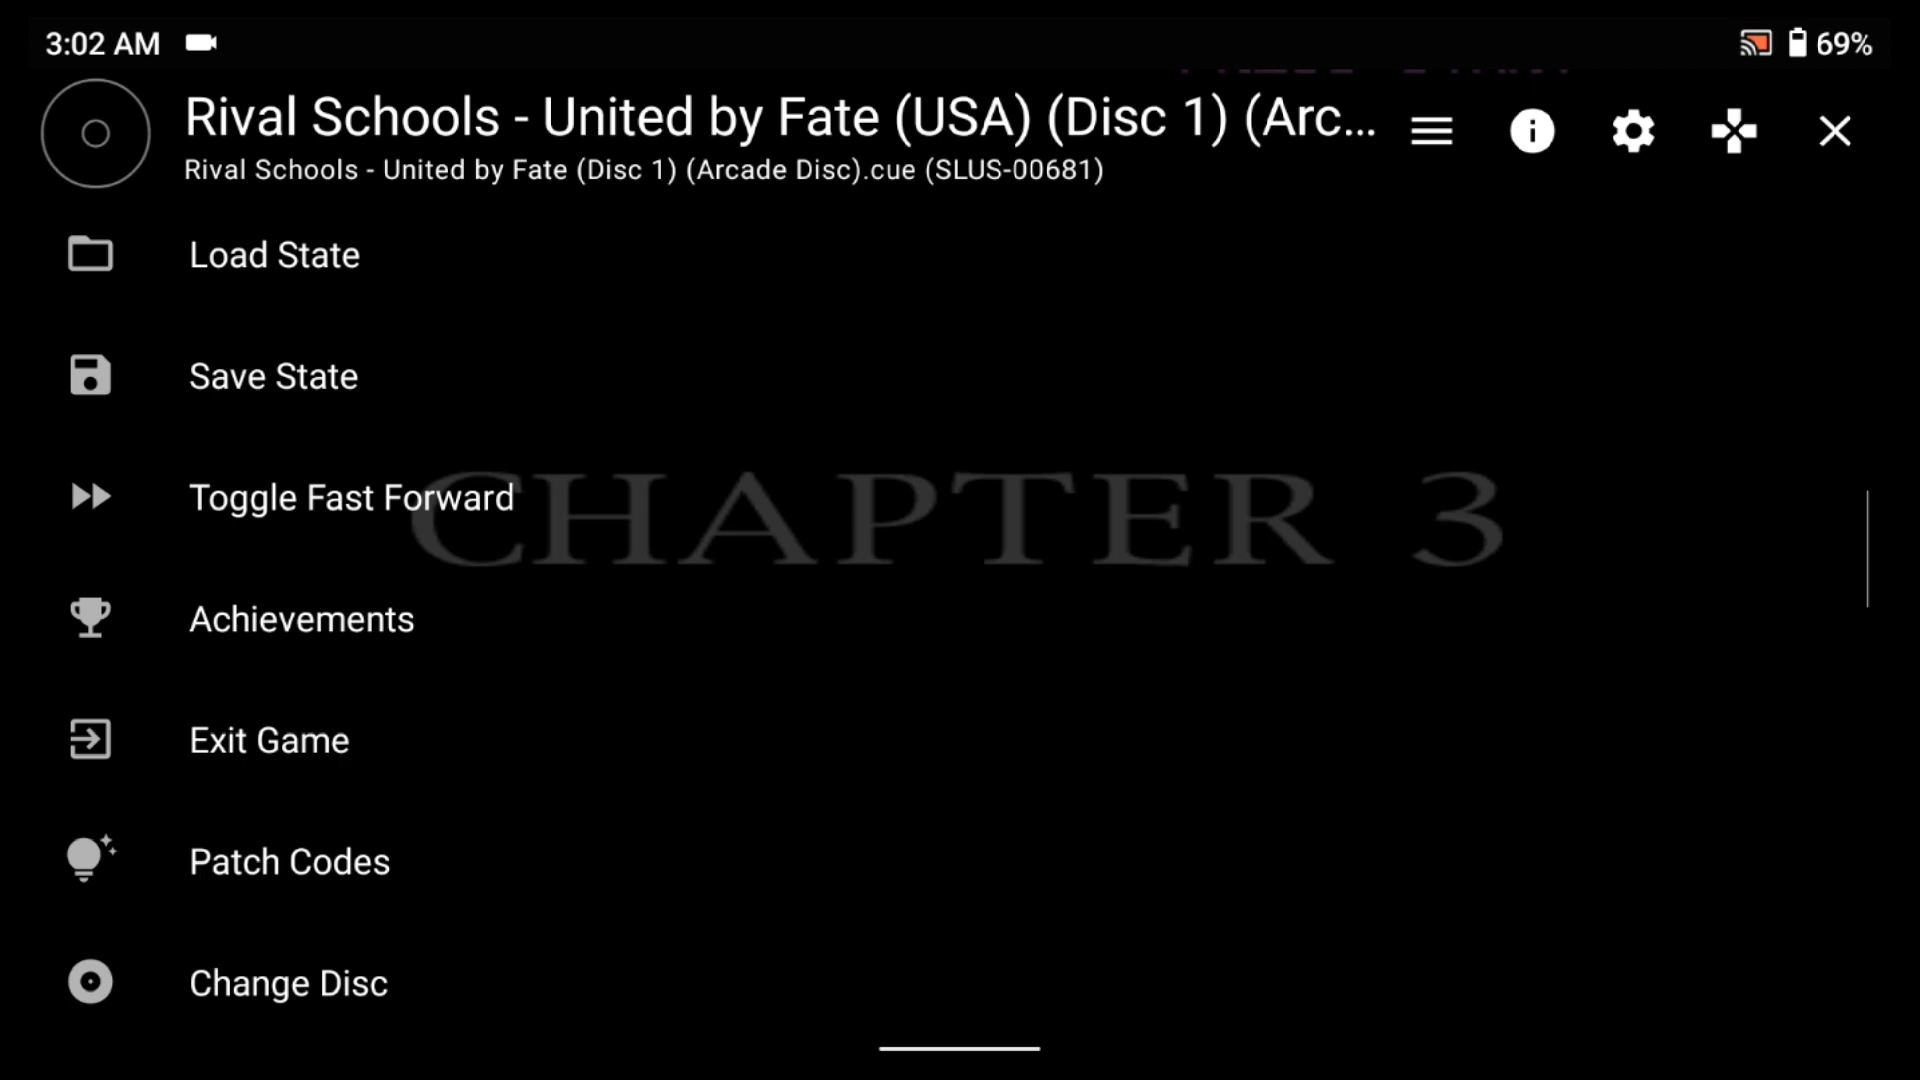 3:02 AM
69%
Rival Schools - United by Fate (USA) (Disc 1) (Arc...
Rival Schools - United by Fate (Disc 1) (Arcade Disc).cue (SLUS-00681)
Load State
Save State
Toggle Fast Forward
CHAPTER 3
Achievements
Exit Game
Patch Codes
Change Disc